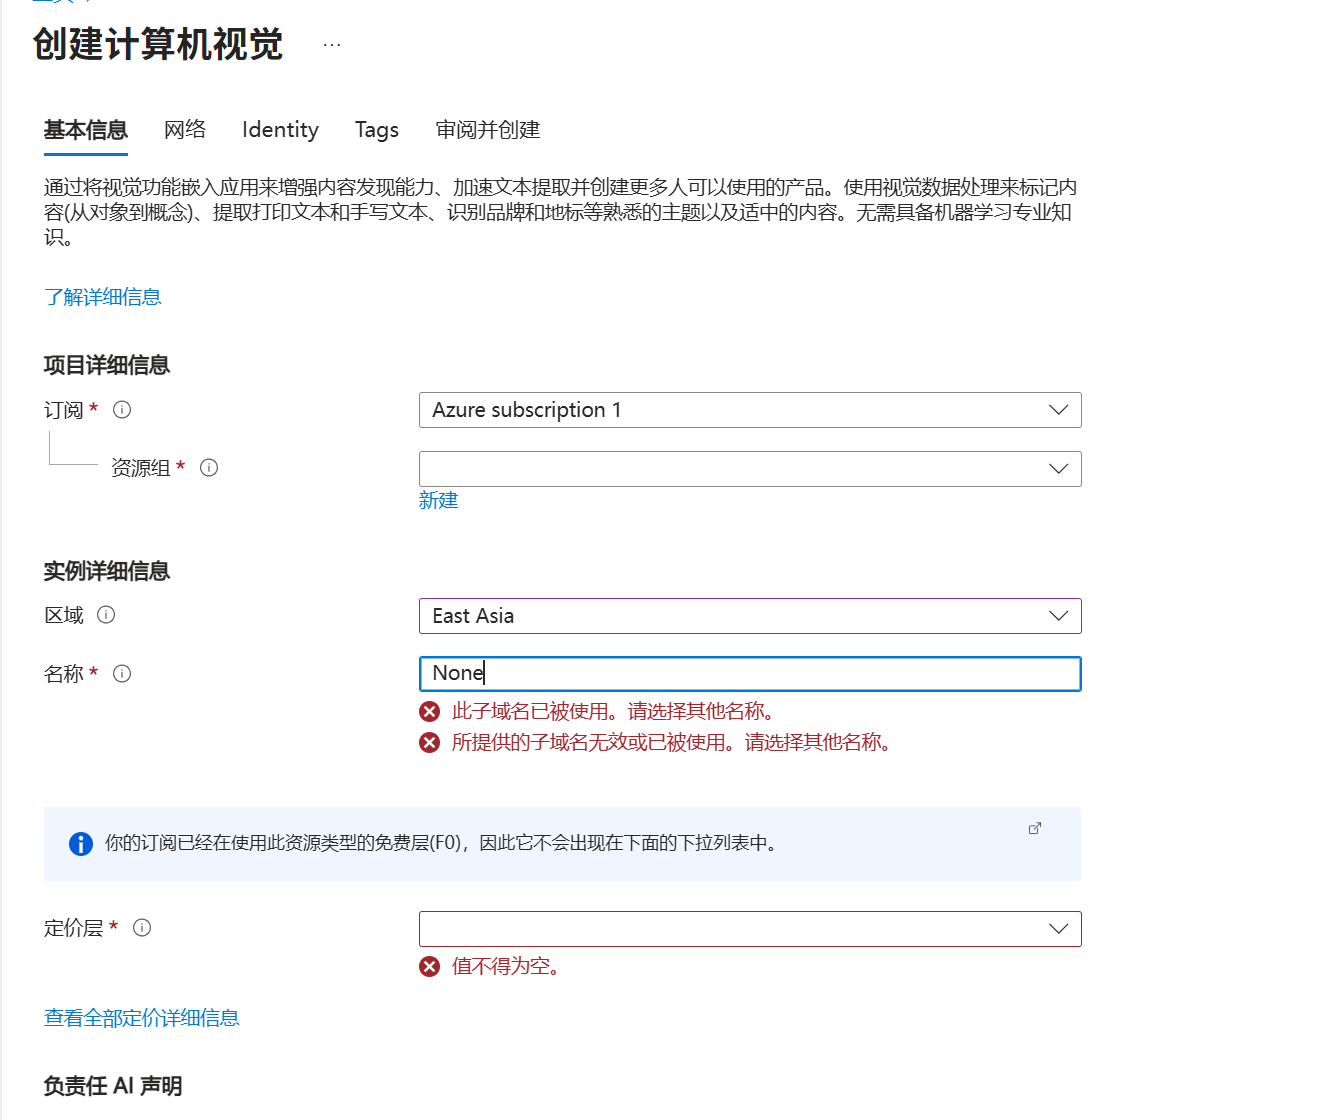 创建计算机视觉 ...
基本信息 网络 Identity Tags 审阅并创建
通过将视觉功能嵌入应用来增强内容发现能力、加速文本提取并创建更多人可以使用的产品。使用视觉数据处理来标记内
容(从对象到概念)、提取打印文本和手写文本、识别品牌和地标等熟悉的主题以及适中的内容。无需具备机器学习专业知
识。
了解详细信息
项目详细信息
订阅 * Azure subscription 1
资源组 *
新建
实例详细信息
区域 East Asia
名称 * None
此子域名已被使用。请选择其他名称。
所提供的子域名无效或已被使用。请选择其他名称。
你的订阅已经在使用此资源类型的免费层(F0)，因此它不会出现在下面的下拉列表中。
定价层 *
值不得为空。
查看全部定价详细信息
负责任 AI 声明